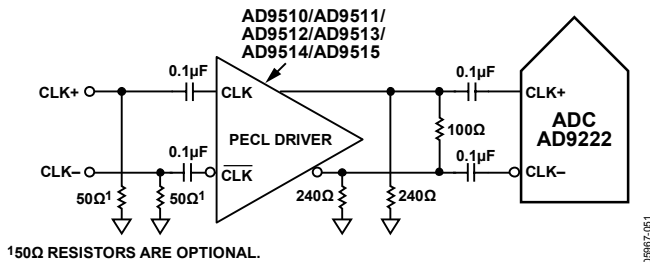 AD9510/AD9511/
AD9512/AD9513/
AD9514/AD9515
0.1µF
0.1µF
CLK+
CLK
CLK+
ADC
AD9222
PECL DRIVER
100Ω
0.1µF
0.1µF
CLK–
CLK
CLK–
50Ω1
50Ω1
240Ω
240Ω
150Ω RESISTORS ARE OPTIONAL.
05967-051